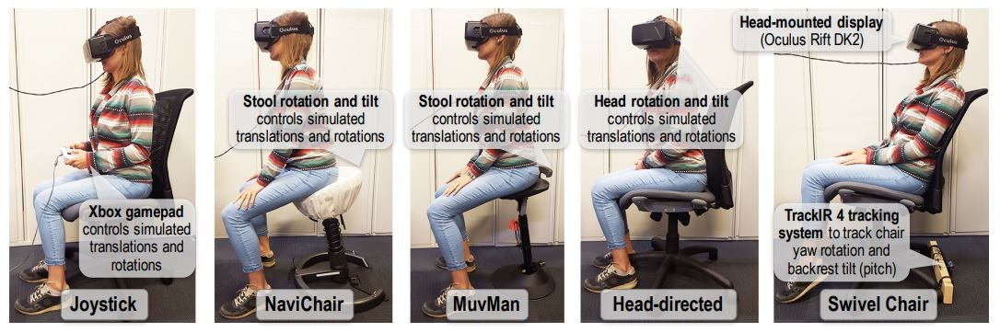 Oculus
Xbox gamepad
controls simulated
translations and
rotations
Joystick
Oculus
Stool rotation and tilt
controls simulated
translations and rotations
NaviChair
Oculus
Stool rotation and tilt
controls simulated
translations and rotations
MuvMan
Oculus
Head rotation and tilt
controls simulated
translations and rotations
Head-directed
Head-mounted display
(Oculus Rift DK2)
Oculus
TrackIR 4 tracking
system to track chair
yaw rotation and
backrest tilt (pitch)
Swivel Chair